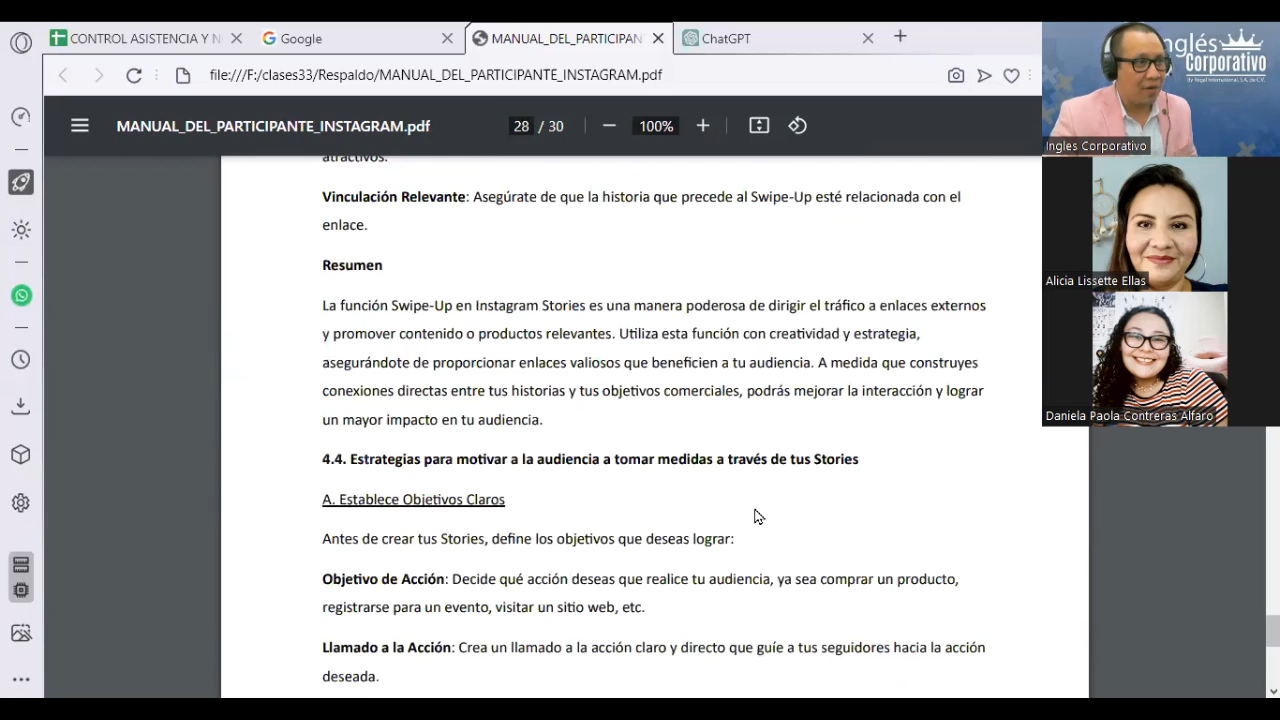 CONTROL ASISTENCIA Y N
Google
MANUAL_DEL_PARTICIPAN
ChatGPT
file:///F:/clases33/Respaldo/MANUAL_DEL_PARTICIPANTE_INSTAGRAM.pdf
MANUAL_DEL_PARTICIPANTE_INSTAGRAM.pdf
28 / 30
100%
atractivos.
Vinculación Relevante: Asegúrate de que la historia que precede al Swipe-Up esté relacionada con el
enlace.
Resumen
La función Swipe-Up en Instagram Stories es una manera poderosa de dirigir el tráfico a enlaces externos
y promover contenido o productos relevantes. Utiliza esta función con creatividad y estrategia,
asegurándote de proporcionar enlaces valiosos que beneficien a tu audiencia. A medida que construyes
conexiones directas entre tus historias y tus objetivos comerciales, podrás mejorar la interacción y lograr
un mayor impacto en tu audiencia.
4.4. Estrategias para motivar a la audiencia a tomar medidas a través de tus Stories
A. Establece Objetivos Claros
Antes de crear tus Stories, define los objetivos que deseas lograr:
Objetivo de Acción: Decide qué acción deseas que realice tu audiencia, ya sea comprar un producto,
registrarse para un evento, visitar un sitio web, etc.
Llamado a la Acción: Crea un llamado a la acción claro y directo que guíe a tus seguidores hacia la acción
deseada.
Inglés
Corporativo
By Regal International, S.A. de C.V.
Ingles Corporativo
Alicia Lissette Ellas
Daniela Paola Contreras Alfaro